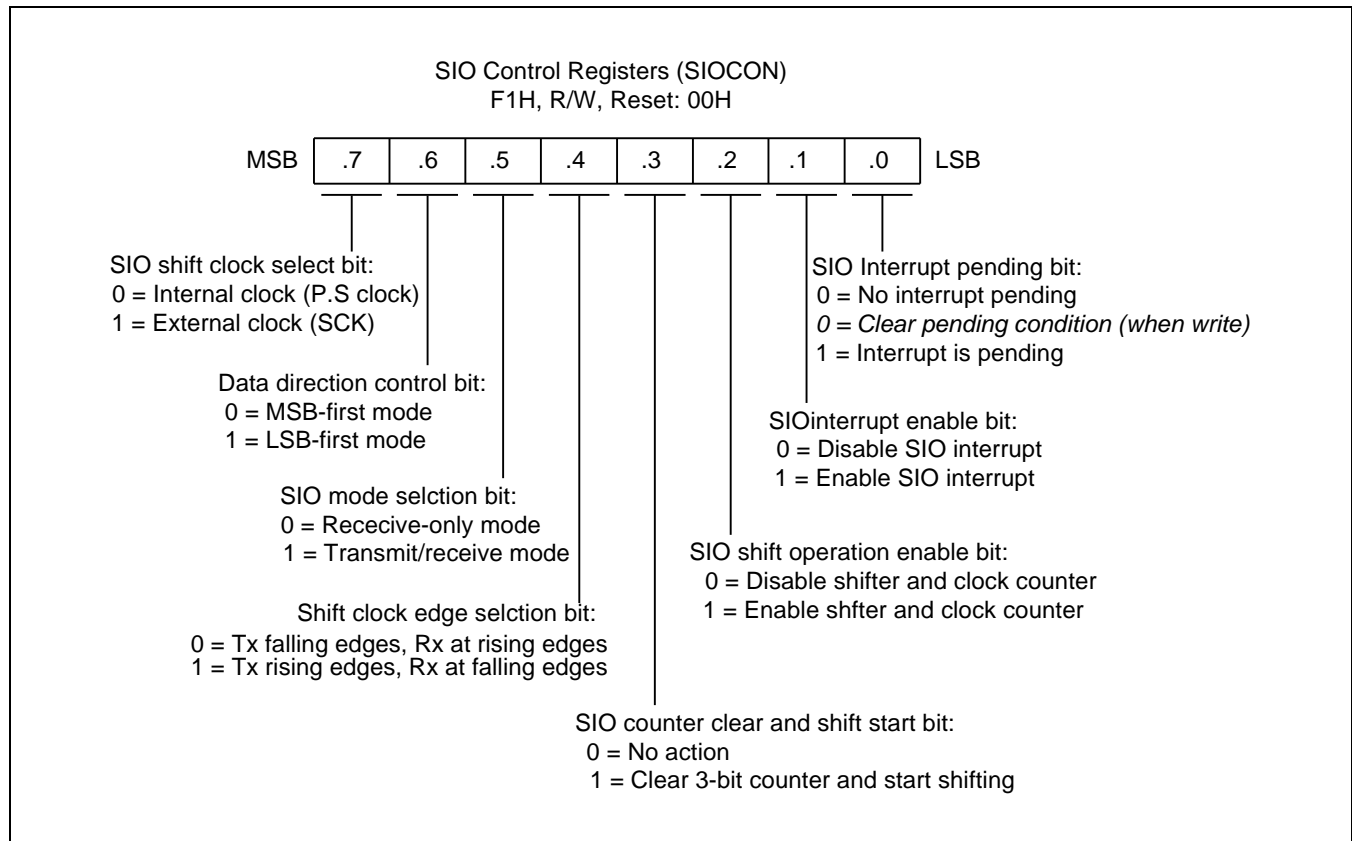 SIO Control Registers (SIOCON)
F1H, R/W, Reset: 00H
MSB .7 .6 .5 .4 .3 .2 .1 .0 LSB
SIO shift clock select bit:
0 = Internal clock (P.S clock)
1 = External clock (SCK)
SIO Interrupt pending bit:
0 = No interrupt pending
0 = Clear pending condition (when write)
1 = Interrupt is pending
Data direction control bit:
0 = MSB-first mode
1 = LSB-first mode
SIOinterrupt enable bit:
0 = Disable SIO interrupt
1 = Enable SIO interrupt
SIO mode selction bit:
0 = Rececive-only mode
1 = Transmit/receive mode
SIO shift operation enable bit:
0 = Disable shifter and clock counter
1 = Enable shfter and clock counter
Shift clock edge selction bit:
0 = Tx falling edges, Rx at rising edges
1 = Tx rising edges, Rx at falling edges
SIO counter clear and shift start bit:
0 = No action
1 = Clear 3-bit counter and start shifting